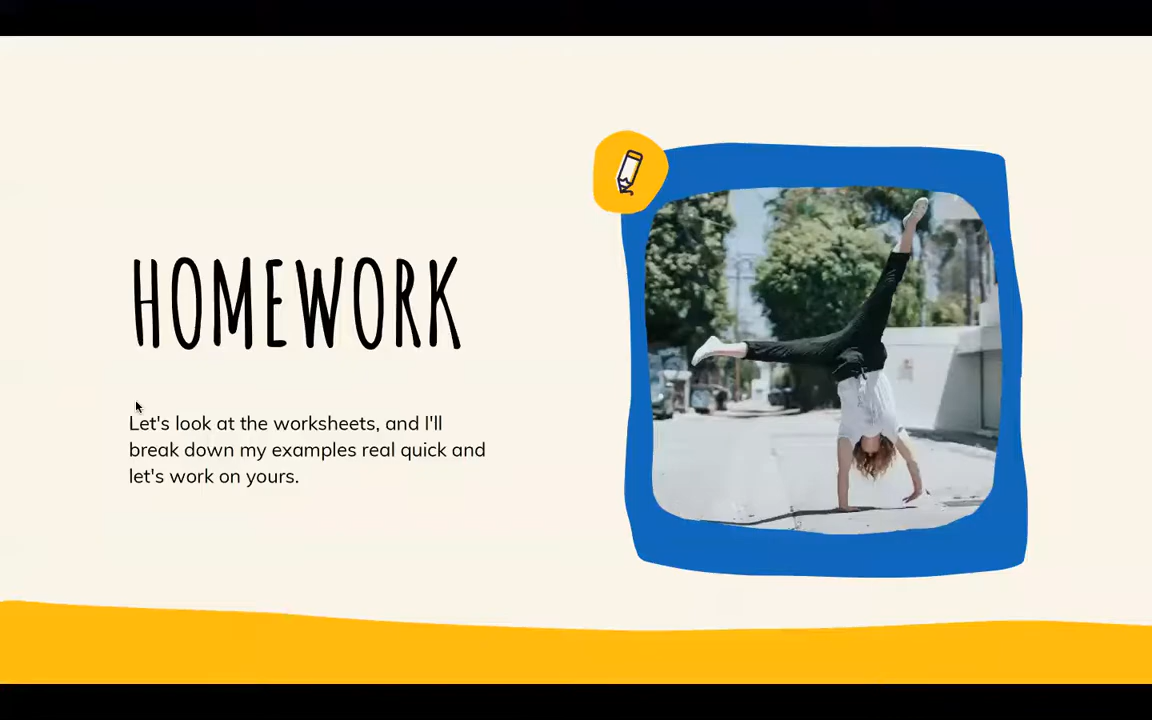 HOMEWORK
Let's look at the worksheets, and I'll
break down my examples real quick and
let's work on yours.